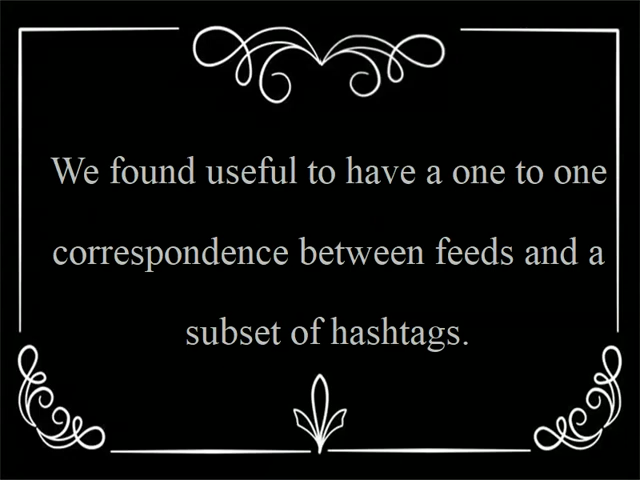 We found useful to have a one to one
correspondence between feeds and a
subset of hashtags.